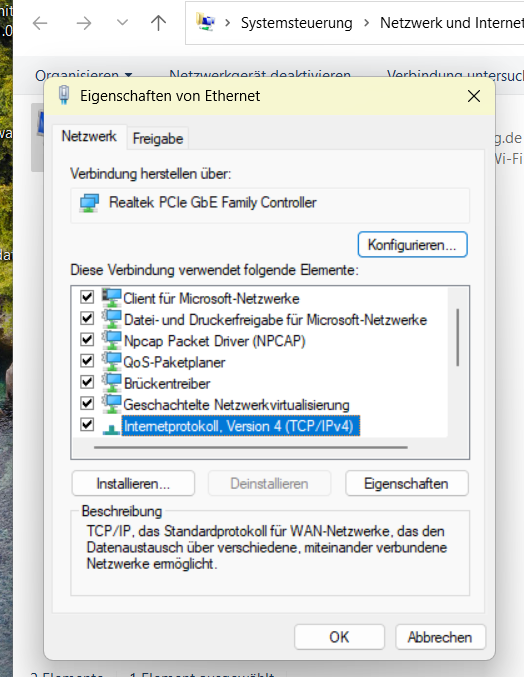 Systemsteuerung > Netzwerk und Internet
Organisieren Netzwerkgerät deaktivieren Verbindung
Eigenschaften von Ethernet
Netzwerk Freigabe
Verbindung herstellen über:
Realtek PCIe GbE Family Controller
Konfigurieren...
Diese Verbindung verwendet folgende Elemente:
Client für Microsoft-Netzwerke
Datei- und Druckerfreigabe für Microsoft-Netzwerke
Npcap Packet Driver (NPCAP)
QoS-Paketplaner
Brückentreiber
Geschachtelte Netzwerkvirtualisierung
Internetprotokoll, Version 4 (TCP/IPv4)
Installieren... Deinstallieren Eigenschaften
Beschreibung
TCP/IP, das Standardprotokoll für WAN-Netzwerke, das den
Datenaustausch über verschiedene, miteinander verbundene
Netzwerke ermöglicht.
OK Abbrechen
2 Elemente 1 Element ausgewählt